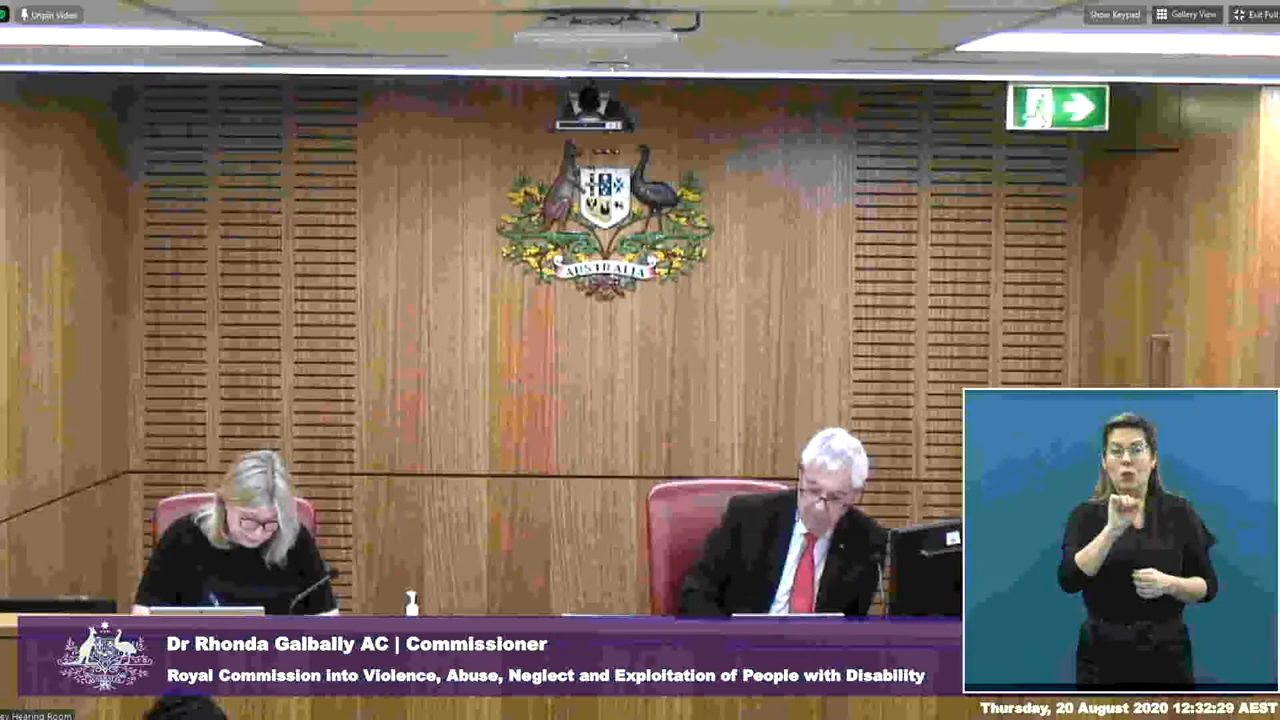 Unpin Video
Show Keypad
Gallery View
Exit Full
AUSTRALIA
Dr Rhonda Galbally AC | Commissioner
Royal Commission into Violence, Abuse, Neglect and Exploitation of People with Disability
Hearing Room
Thursday, 20 August 2020 12:32:29 AEST